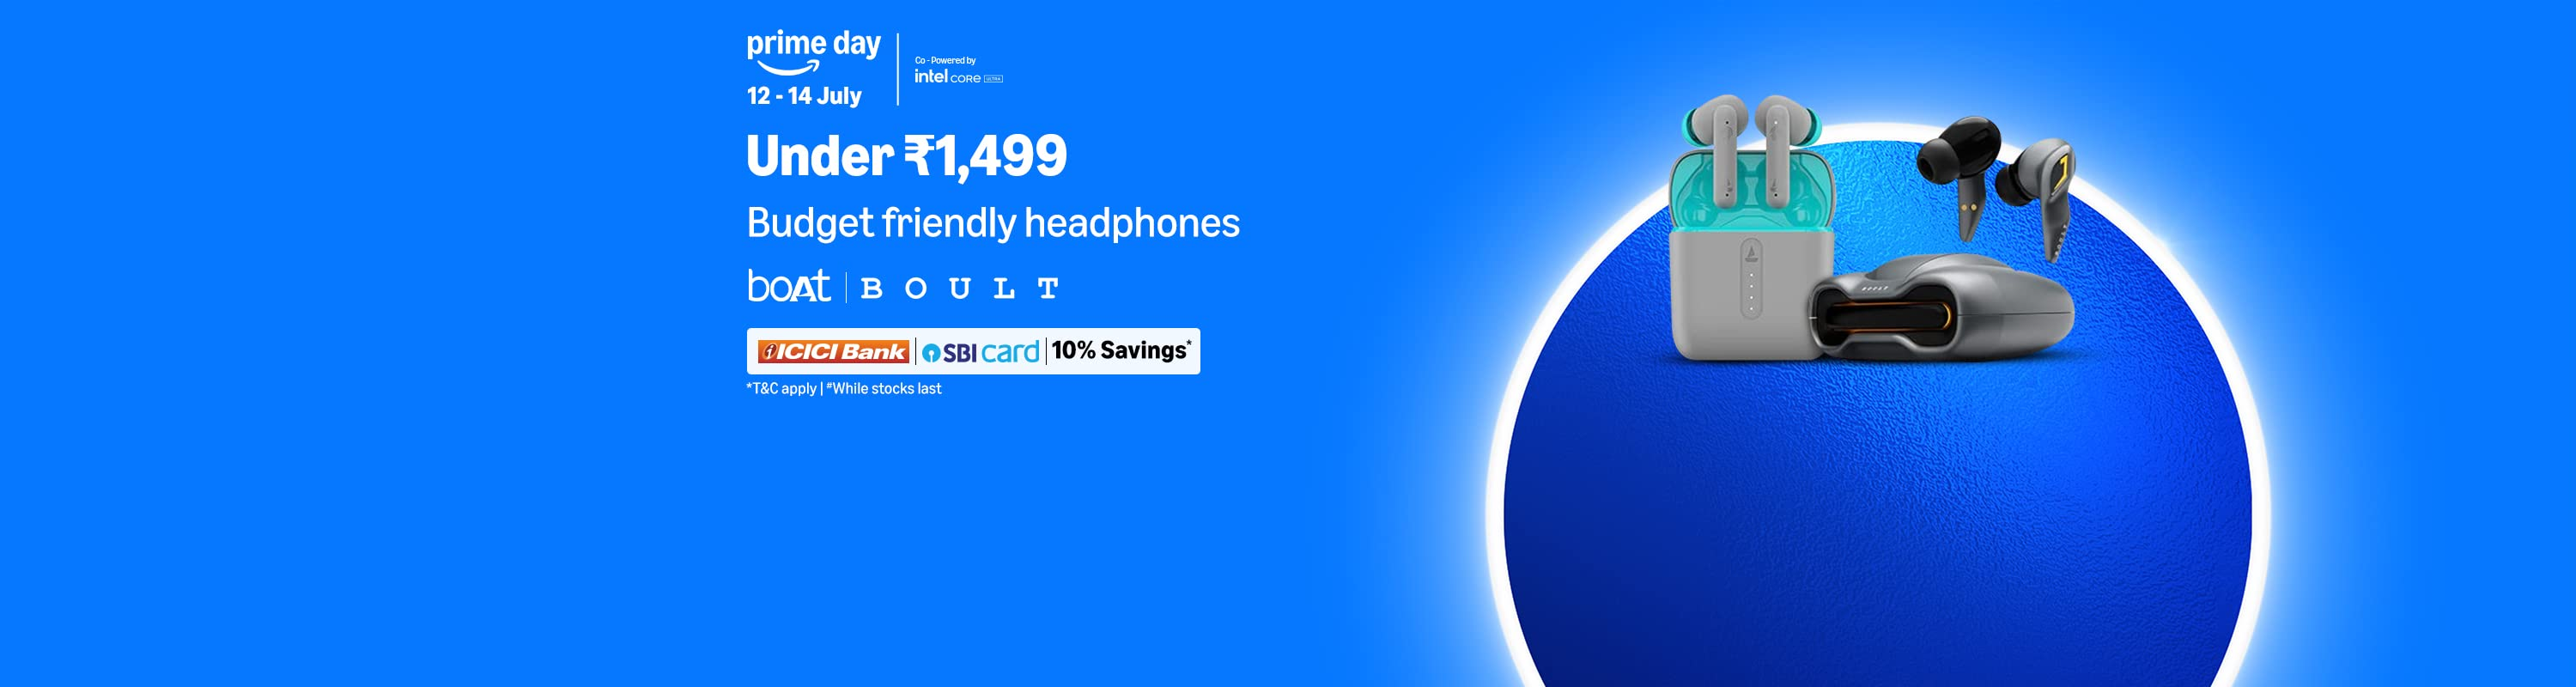 prime day
12 - 14 July
Co - Powered by
intel CORE ULTRA
Under ₹1,499
Budget friendly headphones
boAt | BOULT
ICICI Bank | SBI card | 10% Savings*
*T&C apply | #While stocks last